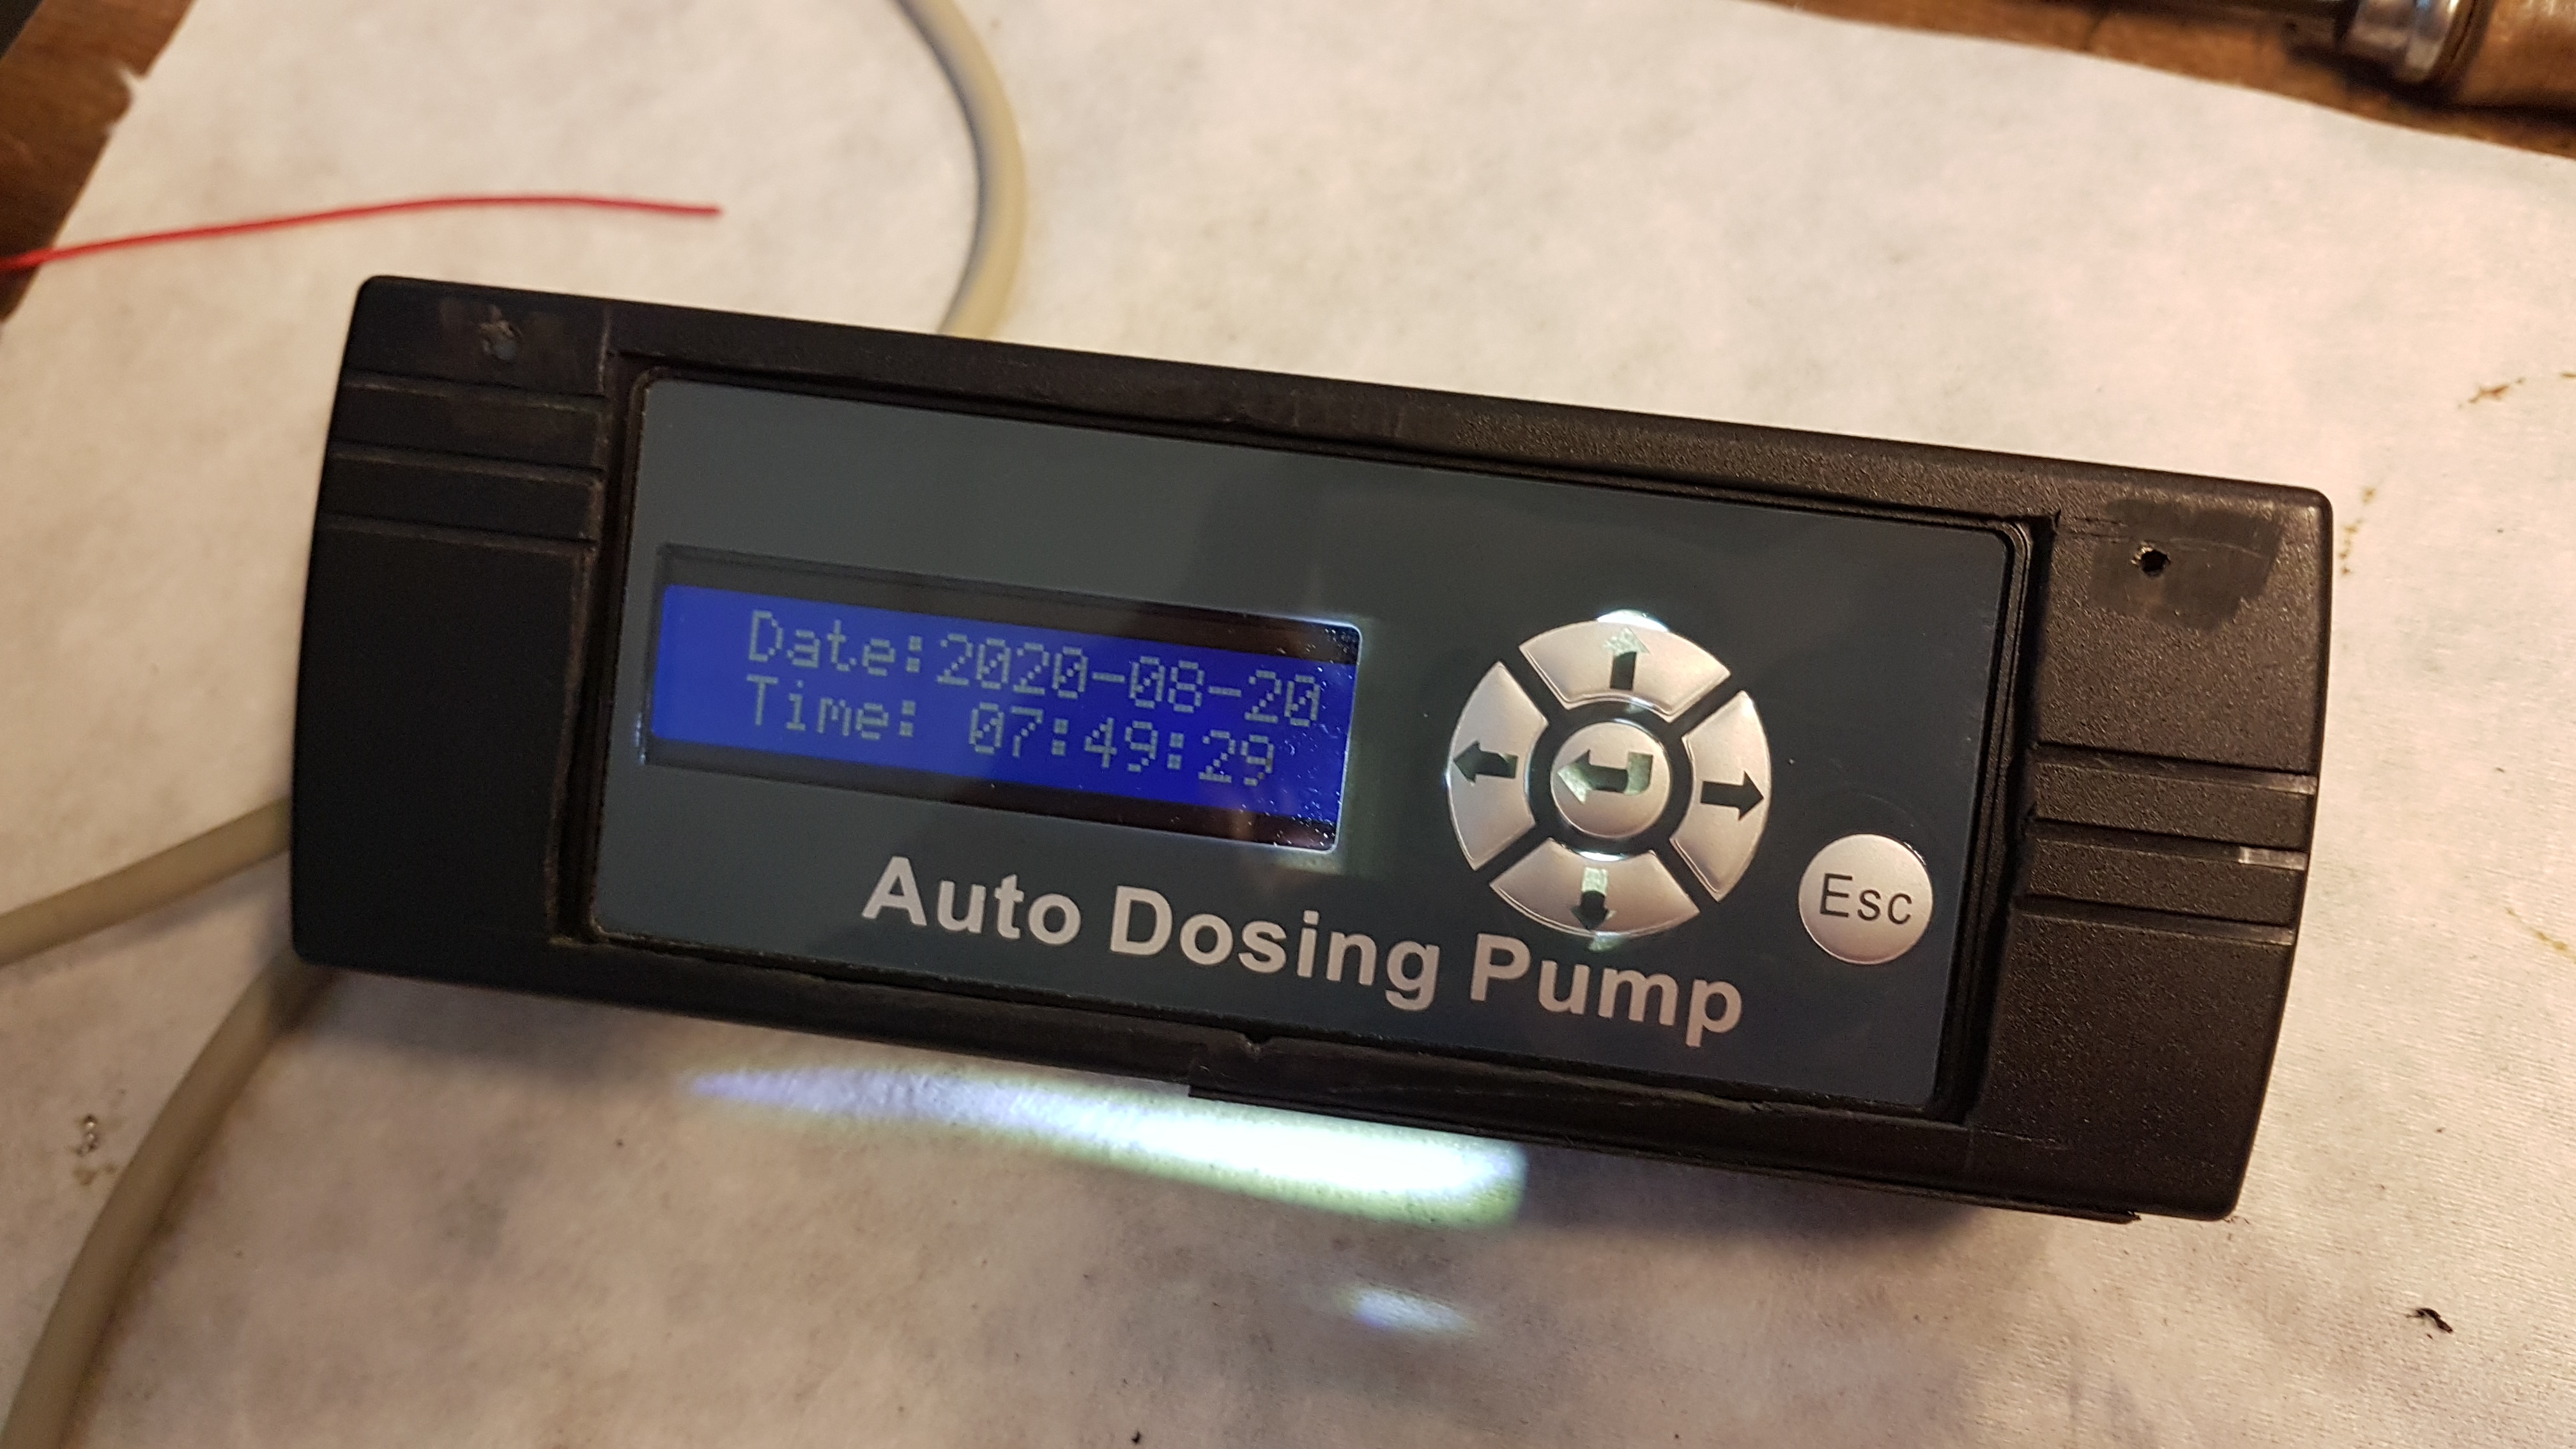 Date:2020-08-20
Time: 07:49:29
Esc
Auto Dosing Pump